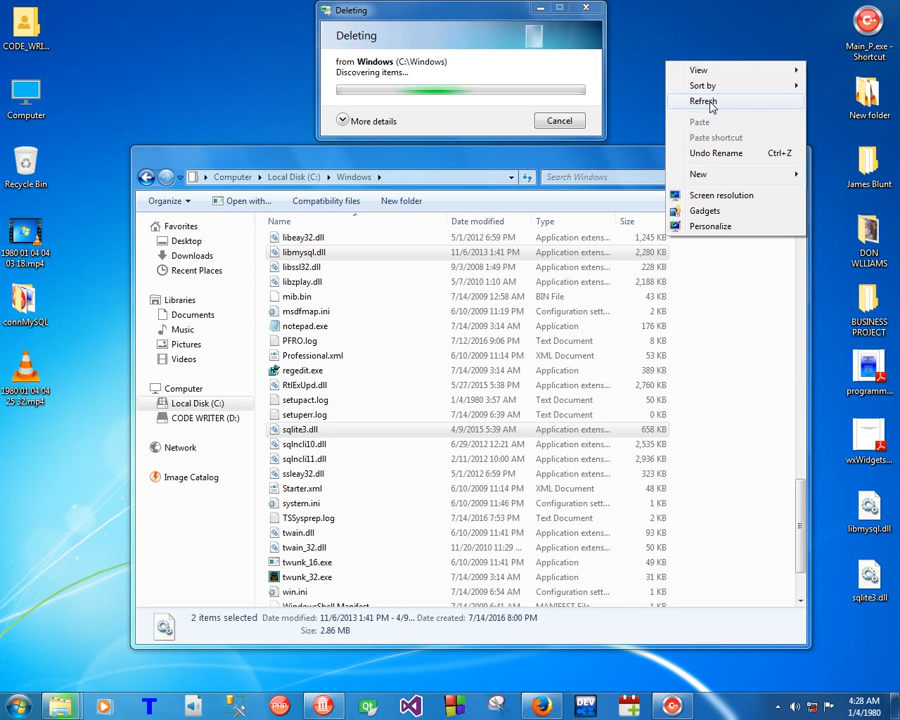 CODE_WRI...
Computer
Recycle Bin
1980 01 04 04
03 18.mp4
connMySQL
1980 01 04 04
25 32.mp4
Deleting
Deleting
from Windows (C:\Windows)
Discovering items...
More details
Cancel
View
Sort by
Refresh
Paste
Paste shortcut
Undo Rename Ctrl+Z
New
Screen resolution
Gadgets
Personalize
Main_P.exe -
Shortcut
New folder
James Blunt
DON
WLLIAMS
BUSINESS
PROJECT
programm...
wxWidgets...
libmysql.dll
sqlite3.dll
Computer
Local Disk (C:)
Windows
Search Windows
Organize
Open with...
Compatibility files
New folder
Favorites
Desktop
Downloads
Recent Places
Libraries
Documents
Music
Pictures
Videos
Computer
Local Disk (C:)
CODE WRITER (D:)
Network
Image Catalog
Name Date modified Type Size
libeay32.dll 5/1/2012 6:59 PM Application extens... 1,245 KB
libmysql.dll 11/6/2013 1:41 PM Application extens... 2,280 KB
libssl32.dll 9/3/2008 1:49 PM Application extens... 228 KB
libzplay.dll 5/7/2010 1:10 AM Application extens... 2,188 KB
mib.bin 7/14/2009 12:58 AM BIN File 43 KB
msdfmap.ini 6/10/2009 11:19 PM Configuration sett... 2 KB
notepad.exe 7/14/2009 3:14 AM Application 176 KB
PFRO.log 7/12/2016 9:06 PM Text Document 8 KB
Professional.xml 6/10/2009 11:14 PM XML Document 53 KB
regedit.exe 7/14/2009 3:14 AM Application 389 KB
RtlExUpd.dll 5/27/2015 5:38 PM Application extens... 2,760 KB
setupact.log 1/4/1980 3:57 AM Text Document 50 KB
setuperr.log 7/14/2009 6:39 AM Text Document 0 KB
sqlite3.dll 4/9/2015 5:39 AM Application extens... 658 KB
sqlncli10.dll 6/29/2012 12:21 AM Application extens... 2,535 KB
sqlncli11.dll 2/11/2012 10:00 AM Application extens... 2,936 KB
ssleay32.dll 5/1/2012 6:59 PM Application extens... 323 KB
Starter.xml 6/10/2009 11:14 PM XML Document 48 KB
system.ini 6/10/2009 11:46 PM Configuration sett... 1 KB
TSSysprep.log 7/14/2016 7:53 PM Text Document 2 KB
twain.dll 6/10/2009 11:41 PM Application extens... 93 KB
twain_32.dll 11/20/2010 11:29 ... Application extens... 50 KB
twunk_16.exe 6/10/2009 11:41 PM Application 49 KB
twunk_32.exe 7/14/2009 3:14 AM Application 31 KB
win.ini 7/14/2009 6:54 AM Configuration sett... 1 KB
WindowsShell.Manifest 6/10/2009 11:42 PM MANIFEST File 1 KB
2 items selected Date modified: 11/6/2013 1:41 PM - 4/9... Date created: 7/14/2016 8:00 PM
Size: 2.86 MB
T
PHP
Qt
DEV
4:28 AM
1/4/1980